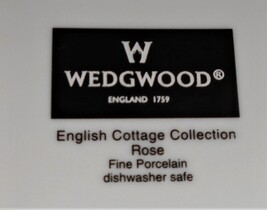 W
WEDGWOOD®
ENGLAND 1759
English Cottage Collection
Rose
Fine Porcelain
dishwasher safe